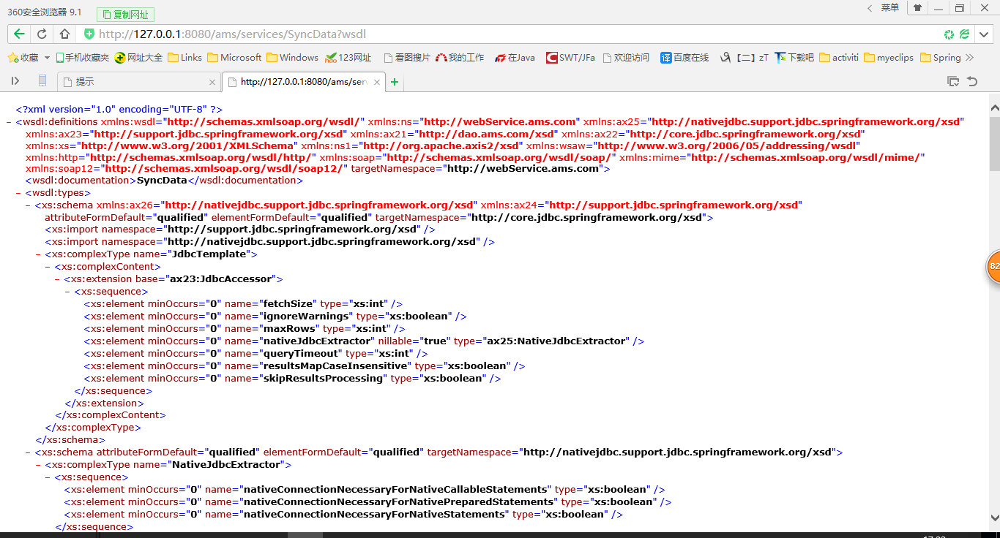 360安全浏览器 9.1
复制网址
菜单
http://127.0.0.1:8080/ams/services/SyncData?wsdl
收藏 手机收藏夹 网址大全 Links Microsoft Windows 123网址 看图搜片 我的工作 在Java SWT/JFa 欢迎访问 译 百度在线 【二】zT 下载吧 activiti myeclips Spring
提示 http://127.0.0.1:8080/ams/ser
<?xml version="1.0" encoding="UTF-8" ?>
- <wsdl:definitions xmlns:wsdl="http://schemas.xmlsoap.org/wsdl/" xmlns:ns="http://webService.ams.com" xmlns:ax25="http://nativejdbc.support.jdbc.springframework.org/xsd"
xmlns:ax23="http://support.jdbc.springframework.org/xsd" xmlns:ax21="http://dao.ams.com/xsd" xmlns:ax22="http://core.jdbc.springframework.org/xsd"
xmlns:xs="http://www.w3.org/2001/XMLSchema" xmlns:ns1="http://org.apache.axis2/xsd" xmlns:wsaw="http://www.w3.org/2006/05/addressing/wsdl"
xmlns:http="http://schemas.xmlsoap.org/wsdl/http/" xmlns:soap="http://schemas.xmlsoap.org/wsdl/soap/" xmlns:mime="http://schemas.xmlsoap.org/wsdl/mime/"
xmlns:soap12="http://schemas.xmlsoap.org/wsdl/soap12/" targetNamespace="http://webService.ams.com">
<wsdl:documentation>SyncData</wsdl:documentation>
- <wsdl:types>
- <xs:schema xmlns:ax26="http://nativejdbc.support.jdbc.springframework.org/xsd" xmlns:ax24="http://support.jdbc.springframework.org/xsd"
attributeFormDefault="qualified" elementFormDefault="qualified" targetNamespace="http://core.jdbc.springframework.org/xsd">
<xs:import namespace="http://support.jdbc.springframework.org/xsd" />
<xs:import namespace="http://nativejdbc.support.jdbc.springframework.org/xsd" />
- <xs:complexType name="JdbcTemplate">
- <xs:complexContent>
- <xs:extension base="ax23:JdbcAccessor">
- <xs:sequence>
<xs:element minOccurs="0" name="fetchSize" type="xs:int" />
<xs:element minOccurs="0" name="ignoreWarnings" type="xs:boolean" />
<xs:element minOccurs="0" name="maxRows" type="xs:int" />
<xs:element minOccurs="0" name="nativeJdbcExtractor" nillable="true" type="ax25:NativeJdbcExtractor" />
<xs:element minOccurs="0" name="queryTimeout" type="xs:int" />
<xs:element minOccurs="0" name="resultsMapCaseInsensitive" type="xs:boolean" />
<xs:element minOccurs="0" name="skipResultsProcessing" type="xs:boolean" />
</xs:sequence>
</xs:extension>
</xs:complexContent>
</xs:complexType>
</xs:schema>
- <xs:schema attributeFormDefault="qualified" elementFormDefault="qualified" targetNamespace="http://nativejdbc.support.jdbc.springframework.org/xsd">
- <xs:complexType name="NativeJdbcExtractor">
- <xs:sequence>
<xs:element minOccurs="0" name="nativeConnectionNecessaryForNativeCallableStatements" type="xs:boolean" />
<xs:element minOccurs="0" name="nativeConnectionNecessaryForNativePreparedStatements" type="xs:boolean" />
<xs:element minOccurs="0" name="nativeConnectionNecessaryForNativeStatements" type="xs:boolean" />
</xs:sequence>
82